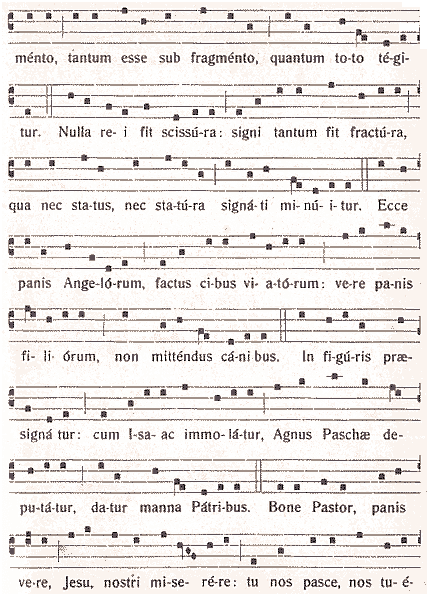 ménto, tantum esse sub fragménto, quantum to-to té-gi-
tur. Nulla re- i fit scissú-ra: signi tantum fit fractú-ra,
qua nec sta-tus, nec sta-tú-ra signá-ti mi-nú- i-tur. Ecce
panis Ange-ló-rum, factus ci-bus vi- a-tó-rum: ve-re pa-nis
fi- li- órum, non mitténdus cá-ni bus. In fi-gú-ris præ-
signá tur: cum I-sa- ac immo-lá-tur, Agnus Paschæ de-
pu-tá-tur, da-tur manna Pátri-bus. Bone Pastor, panis
ve-re, Jesu, nostri mi-se- ré-re: tu nos pasce, nos tu-é-